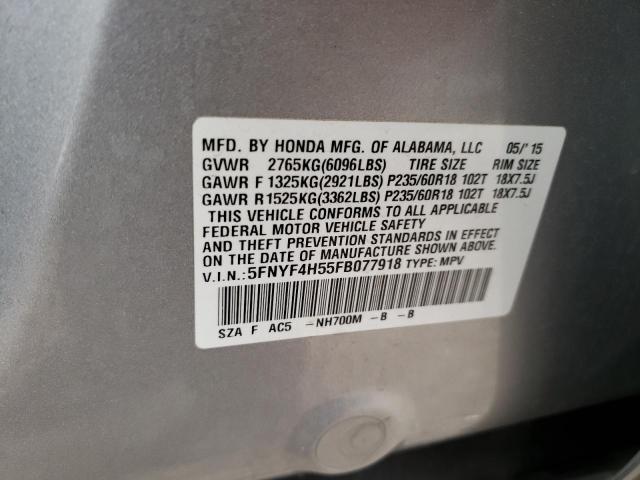 MFD. BY HONDA MFG. OF ALABAMA, LLC 05/'15
GVWR 2765KG(6096LBS) TIRE SIZE RIM SIZE
GAWR F 1325KG(2921LBS) P235/60R18 102T 18X7.5J
GAWR R1525KG(3362LBS) P235/60R18 102T 18X7.5J
THIS VEHICLE CONFORMS TO ALL APPLICABLE
FEDERAL MOTOR VEHICLE SAFETY
AND THEFT PREVENTION STANDARDS IN EFFECT
ON THE DATE OF MANUFACTURE SHOWN ABOVE.
V.I.N.:5FNYF4H55FB077918 TYPE: MPV
SZA F AC5 -NH700M -B -B